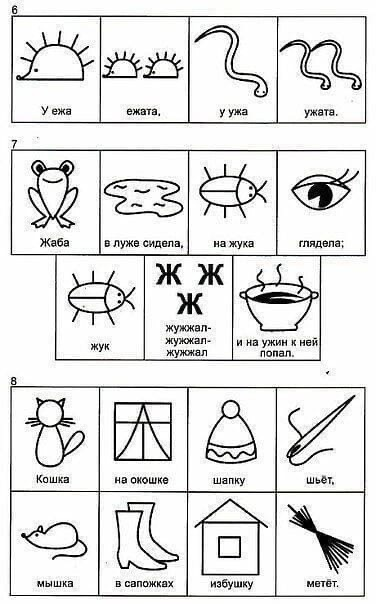 6
У ежа ежата, у ужа ужата.
7
Жаба в луже сидела, на жука глядела;
Ж Ж
Ж
жужжал-
жужжал-
жук жужжал
и на ужин к ней
попал.
8
Кошка на окошке шапку шьёт,
мышка в сапожках избушку метёт.